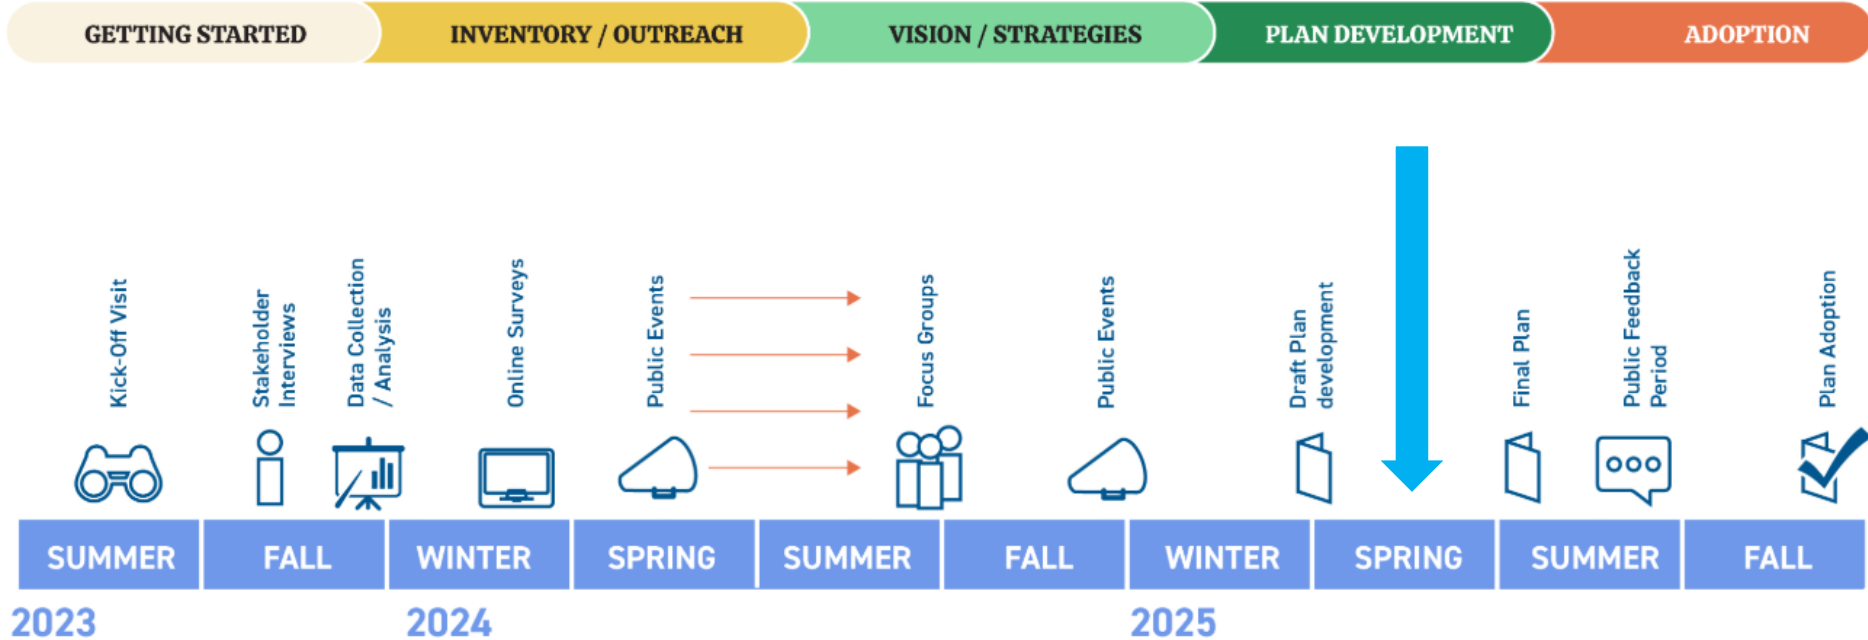 GETTING STARTED
INVENTORY / OUTREACH
VISION / STRATEGIES
PLAN DEVELOPMENT
ADOPTION
Kick-Off Visit
Stakeholder
Interviews
Data Collection
/ Analysis
Online Surveys
Public Events
Focus Groups
Public Events
Draft Plan
development
Final Plan
Public Feedback
Period
Plan Adoption
SUMMER
FALL
WINTER
SPRING
SUMMER
FALL
WINTER
SPRING
SUMMER
FALL
2023
2024
2025